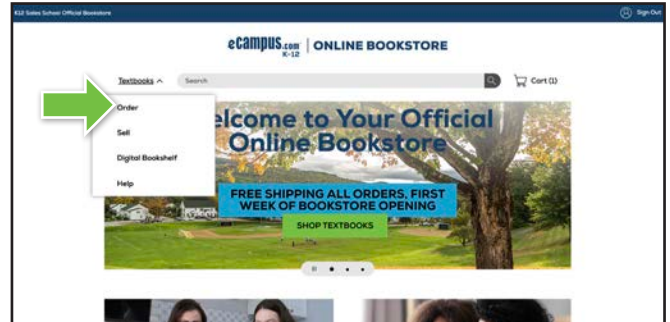 K12 Sales School Official Bookstore
Sign Out
eCampus.com K-12 | ONLINE BOOKSTORE
Textbooks
Search
Cart (1)
Order
Sell
Digital Bookshelf
Help
elcome to Your Official
Online Bookstore
FREE SHIPPING ALL ORDERS, FIRST
WEEK OF BOOKSTORE OPENING
SHOP TEXTBOOKS